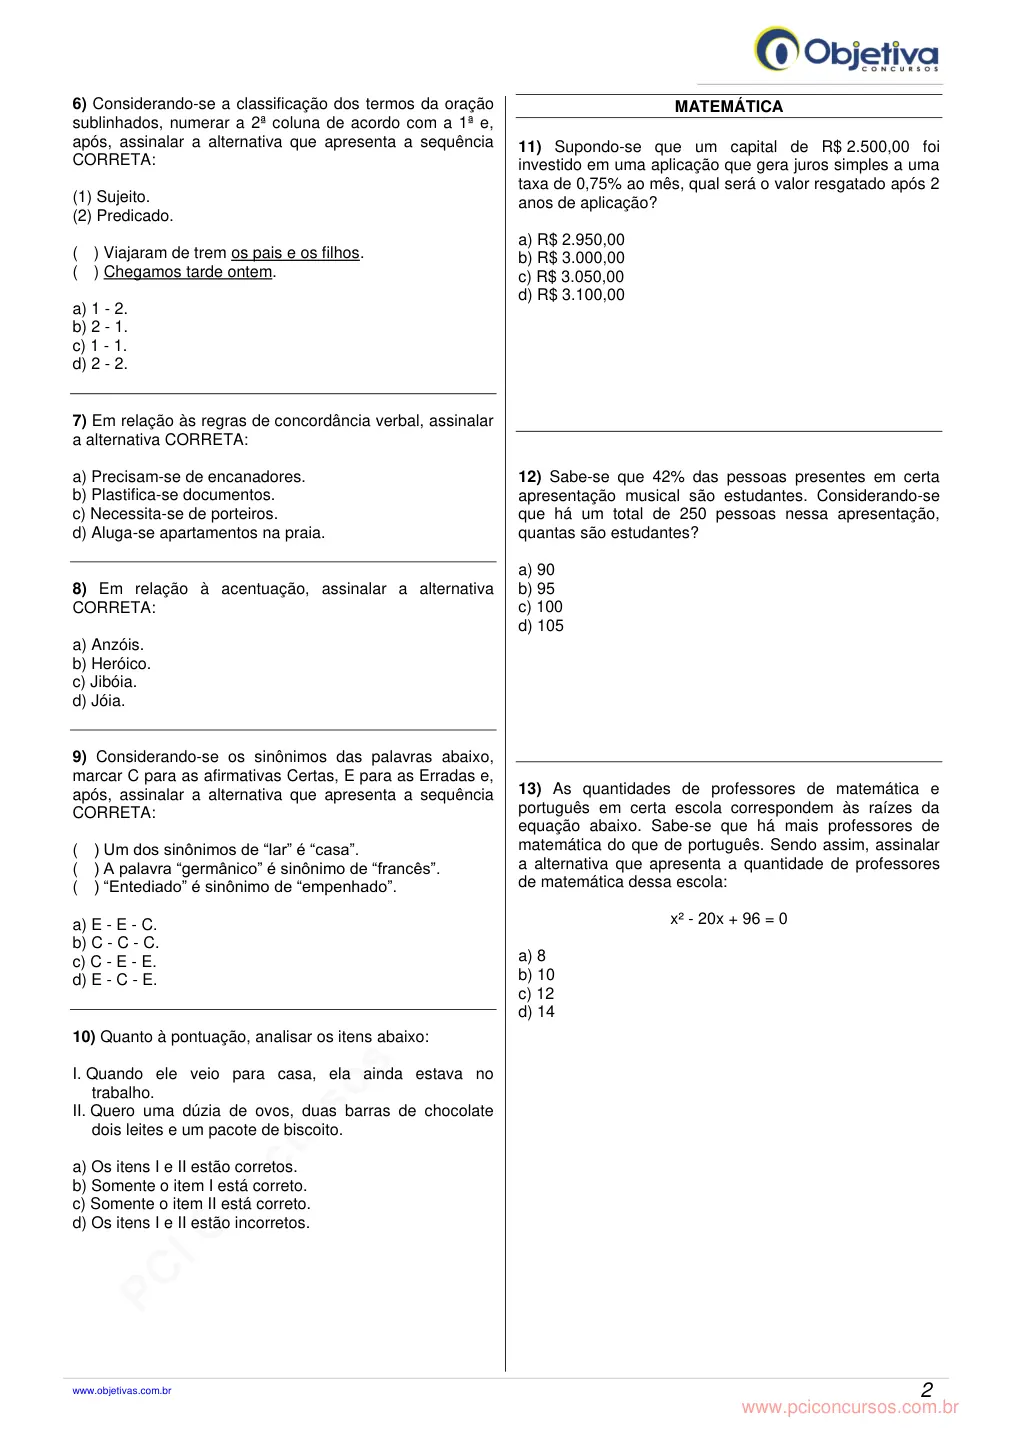 Objetiva
CONCURSOS
6) Considerando-se a classificação dos termos da oração
sublinhados, numerar a 2ª coluna de acordo com a 1ª e,
após, assinalar a alternativa que apresenta a sequência
CORRETA:
(1) Sujeito.
(2) Predicado.
(   ) Viajaram de trem os pais e os filhos.
(   ) Chegamos tarde ontem.
a) 1 - 2.
b) 2 - 1.
c) 1 - 1.
d) 2 - 2.
7) Em relação às regras de concordância verbal, assinalar
a alternativa CORRETA:
a) Precisam-se de encanadores.
b) Plastifica-se documentos.
c) Necessita-se de porteiros.
d) Aluga-se apartamentos na praia.
8) Em relação à acentuação, assinalar a alternativa
CORRETA:
a) Anzóis.
b) Heróico.
c) Jibóia.
d) Jóia.
9) Considerando-se os sinônimos das palavras abaixo,
marcar C para as afirmativas Certas, E para as Erradas e,
após, assinalar a alternativa que apresenta a sequência
CORRETA:
(   ) Um dos sinônimos de “lar” é “casa”.
(   ) A palavra “germânico” é sinônimo de “francês”.
(   ) “Entediado” é sinônimo de “empenhado”.
a) E - E - C.
b) C - C - C.
c) C - E - E.
d) E - C - E.
10) Quanto à pontuação, analisar os itens abaixo:
I. Quando ele veio para casa, ela ainda estava no
trabalho.
II. Quero uma dúzia de ovos, duas barras de chocolate
dois leites e um pacote de biscoito.
a) Os itens I e II estão corretos.
b) Somente o item I está correto.
c) Somente o item II está correto.
d) Os itens I e II estão incorretos.
MATEMÁTICA
11) Supondo-se que um capital de R$ 2.500,00 foi
investido em uma aplicação que gera juros simples a uma
taxa de 0,75% ao mês, qual será o valor resgatado após 2
anos de aplicação?
a) R$ 2.950,00
b) R$ 3.000,00
c) R$ 3.050,00
d) R$ 3.100,00
12) Sabe-se que 42% das pessoas presentes em certa
apresentação musical são estudantes. Considerando-se
que há um total de 250 pessoas nessa apresentação,
quantas são estudantes?
a) 90
b) 95
c) 100
d) 105
13) As quantidades de professores de matemática e
português em certa escola correspondem às raízes da
equação abaixo. Sabe-se que há mais professores de
matemática do que de português. Sendo assim, assinalar
a alternativa que apresenta a quantidade de professores
de matemática dessa escola:
x² - 20x + 96 = 0
a) 8
b) 10
c) 12
d) 14
PCI Concursos
www.objetivas.com.br
2
www.pciconcursos.com.br